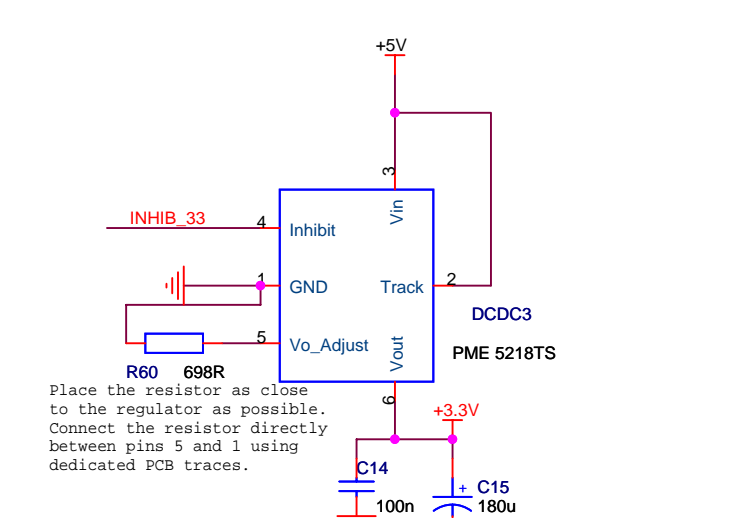 +5V
3
Vin
INHIB_33
4
Inhibit
1
GND
Track
2
DCDC3
5
Vo_Adjust
Vout
PME 5218TS
R60 698R
Place the resistor as close
to the regulator as possible.
Connect the resistor directly
between pins 5 and 1 using
dedicated PCB traces.
6
+3.3V
C14
100n
+
C15
180u